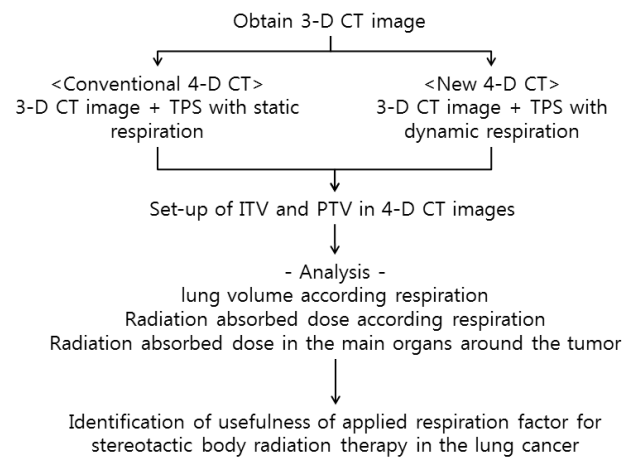 Obtain 3-D CT image
<Conventional 4-D CT>
3-D CT image + TPS with static
respiration
<New 4-D CT>
3-D CT image + TPS with
dynamic respiration
Set-up of ITV and PTV in 4-D CT images
- Analysis -
lung volume according respiration
Radiation absorbed dose according respiration
Radiation absorbed dose in the main organs around the tumor
Identification of usefulness of applied respiration factor for
stereotactic body radiation therapy in the lung cancer